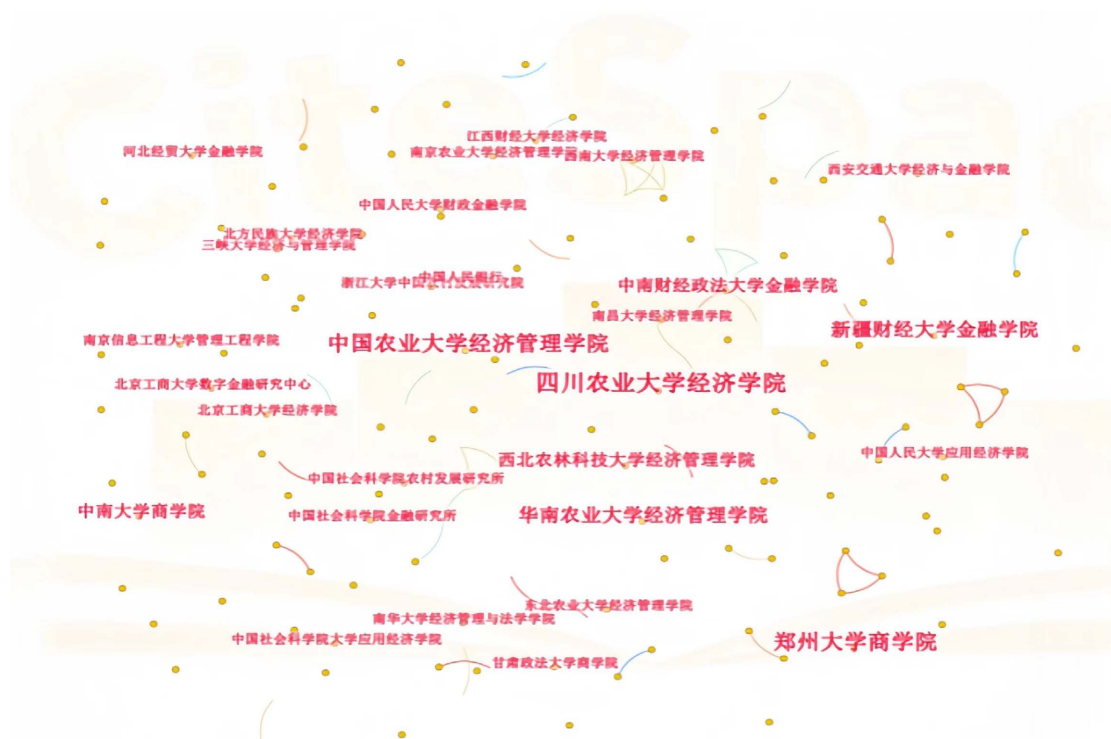 CiteSpac
江西财经大学经济学院
河北经贸大学金融学院
南京农业大学经济管理学院
西南大学经济管理学院
西安交通大学经济与金融学院
中国人民大学财政金融学院
北方民族大学经济学院
三峡大学经济与管理学院
中国人民银行
浙江大学中国农村发展研究院
中南财经政法大学金融学院
南昌大学经济管理学院
新疆财经大学金融学院
南京信息工程大学管理工程学院
中国农业大学经济管理学院
四川农业大学经济学院
北京工商大学数字金融研究中心
北京工商大学经济学院
中国人民大学应用经济学院
西北农林科技大学经济管理学院
中国社会科学院农村发展研究所
中南大学商学院
中国社会科学院金融研究所
华南农业大学经济管理学院
东北农业大学经济管理学院
南华大学经济管理与法学学院
中国社会科学院大学应用经济学院
郑州大学商学院
甘肃政法大学商学院